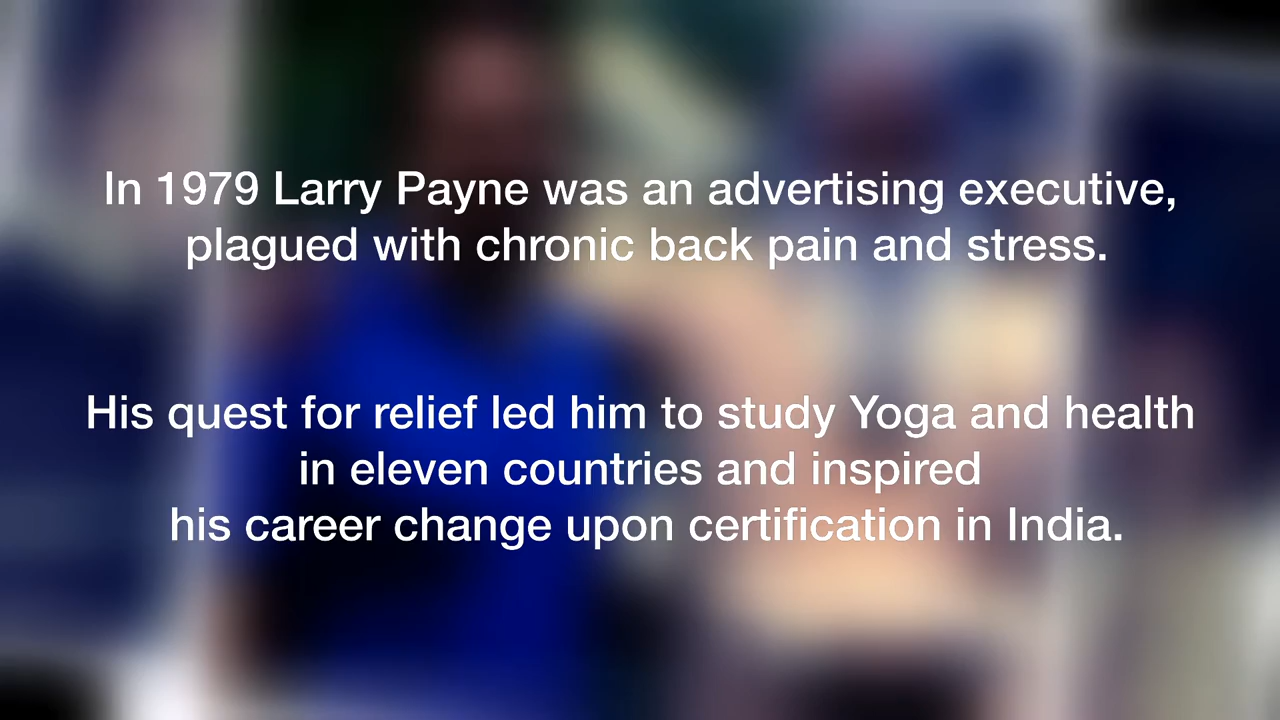 In 1979 Larry Payne was an advertising executive,
plagued with chronic back pain and stress.
His quest for relief led him to study Yoga and health
in eleven countries and inspired
his career change upon certification in India.